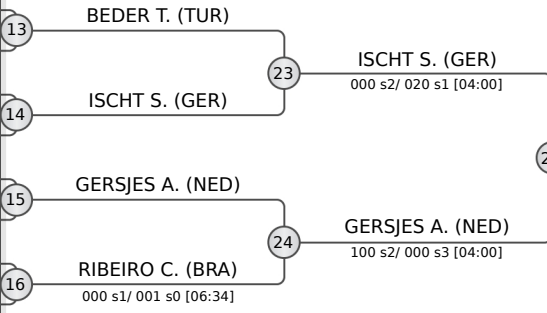 13
BEDER T. (TUR)
23
ISCHT S. (GER)
000 s2/ 020 s1 [04:00]
14
ISCHT S. (GER)
15
GERSJES A. (NED)
24
GERSJES A. (NED)
100 s2/ 000 s3 [04:00]
16
RIBEIRO C. (BRA)
000 s1/ 001 s0 [06:34]